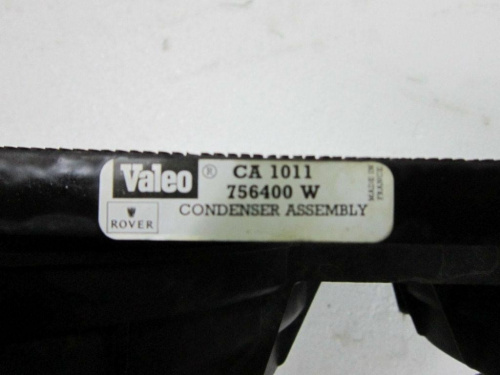 Valeo ® CA 1011
756400 W
CONDENSER ASSEMBLY
ROVER
MADE IN
FRANCE